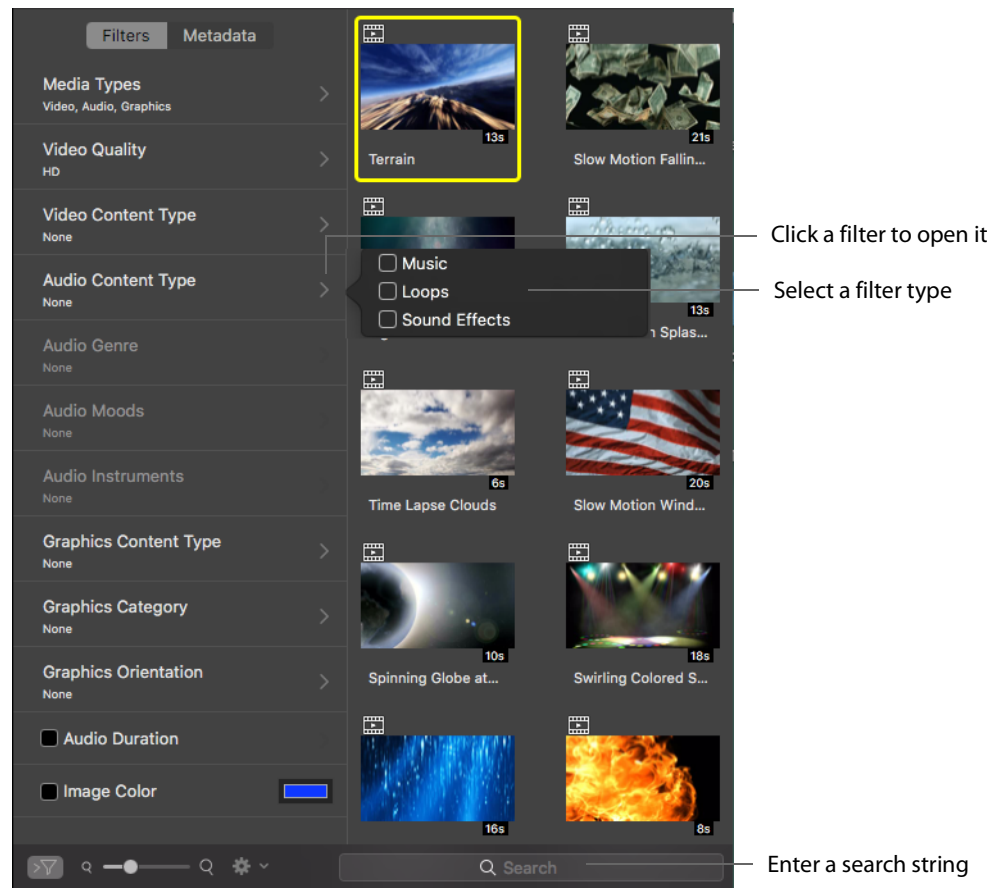 Filters Metadata
Media Types
Video, Audio, Graphics
Video Quality
HD
Video Content Type
None
Audio Content Type
None
Audio Genre
None
Audio Moods
None
Audio Instruments
None
Graphics Content Type
None
Graphics Category
None
Graphics Orientation
None
Audio Duration
Image Color
13s
Terrain
21s
Slow Motion Fallin...
Music
Loops
Sound Effects
13s
Splas...
6s
Time Lapse Clouds
20s
Slow Motion Wind...
10s
Spinning Globe at...
18s
Swirling Colored S...
16s
8s
Search
Click a filter to open it
Select a filter type
Enter a search string